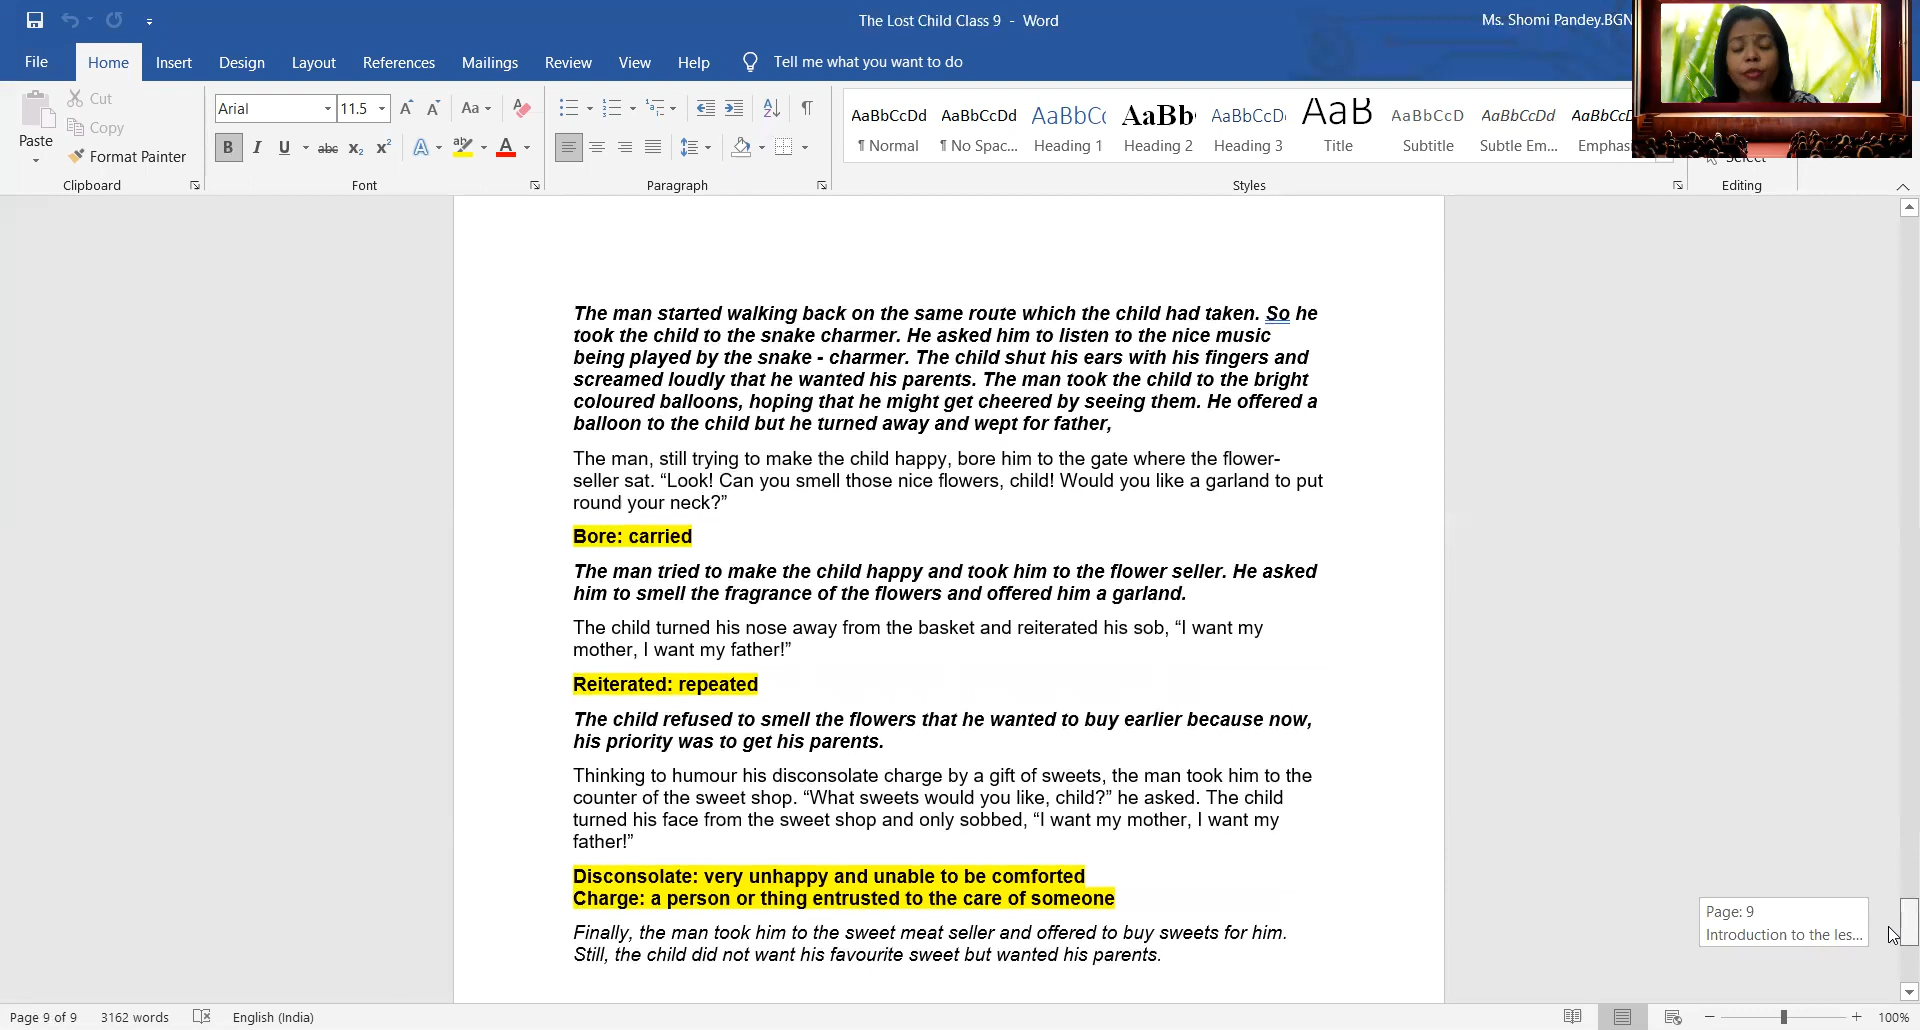 The Lost Child Class 9 - Word
Ms. Shomi Pandey.BGN
File Home Insert Design Layout References Mailings Review View Help Tell me what you want to do
Paste
Cut
Copy
Format Painter
Clipboard
Arial 11.5
Font
Paragraph
AaBbCcDd AaBbCcDd AaBbCc AaBb AaBbCcD AaB AaBbCcD AaBbCcDd AaBbCcD
¶ Normal ¶ No Spac... Heading 1 Heading 2 Heading 3 Title Subtitle Subtle Em... Emphas
Styles
Select
Editing
The man started walking back on the same route which the child had taken. So he
took the child to the snake charmer. He asked him to listen to the nice music
being played by the snake - charmer. The child shut his ears with his fingers and
screamed loudly that he wanted his parents. The man took the child to the bright
coloured balloons, hoping that he might get cheered by seeing them. He offered a
balloon to the child but he turned away and wept for father,
The man, still trying to make the child happy, bore him to the gate where the flower-
seller sat. “Look! Can you smell those nice flowers, child! Would you like a garland to put
round your neck?”
Bore: carried
The man tried to make the child happy and took him to the flower seller. He asked
him to smell the fragrance of the flowers and offered him a garland.
The child turned his nose away from the basket and reiterated his sob, “I want my
mother, I want my father!”
Reiterated: repeated
The child refused to smell the flowers that he wanted to buy earlier because now,
his priority was to get his parents.
Thinking to humour his disconsolate charge by a gift of sweets, the man took him to the
counter of the sweet shop. “What sweets would you like, child?” he asked. The child
turned his face from the sweet shop and only sobbed, “I want my mother, I want my
father!”
Disconsolate: very unhappy and unable to be comforted
Charge: a person or thing entrusted to the care of someone
Finally, the man took him to the sweet meat seller and offered to buy sweets for him.
Still, the child did not want his favourite sweet but wanted his parents.
Page: 9
Introduction to the les...
Page 9 of 9 3162 words English (India) 100%